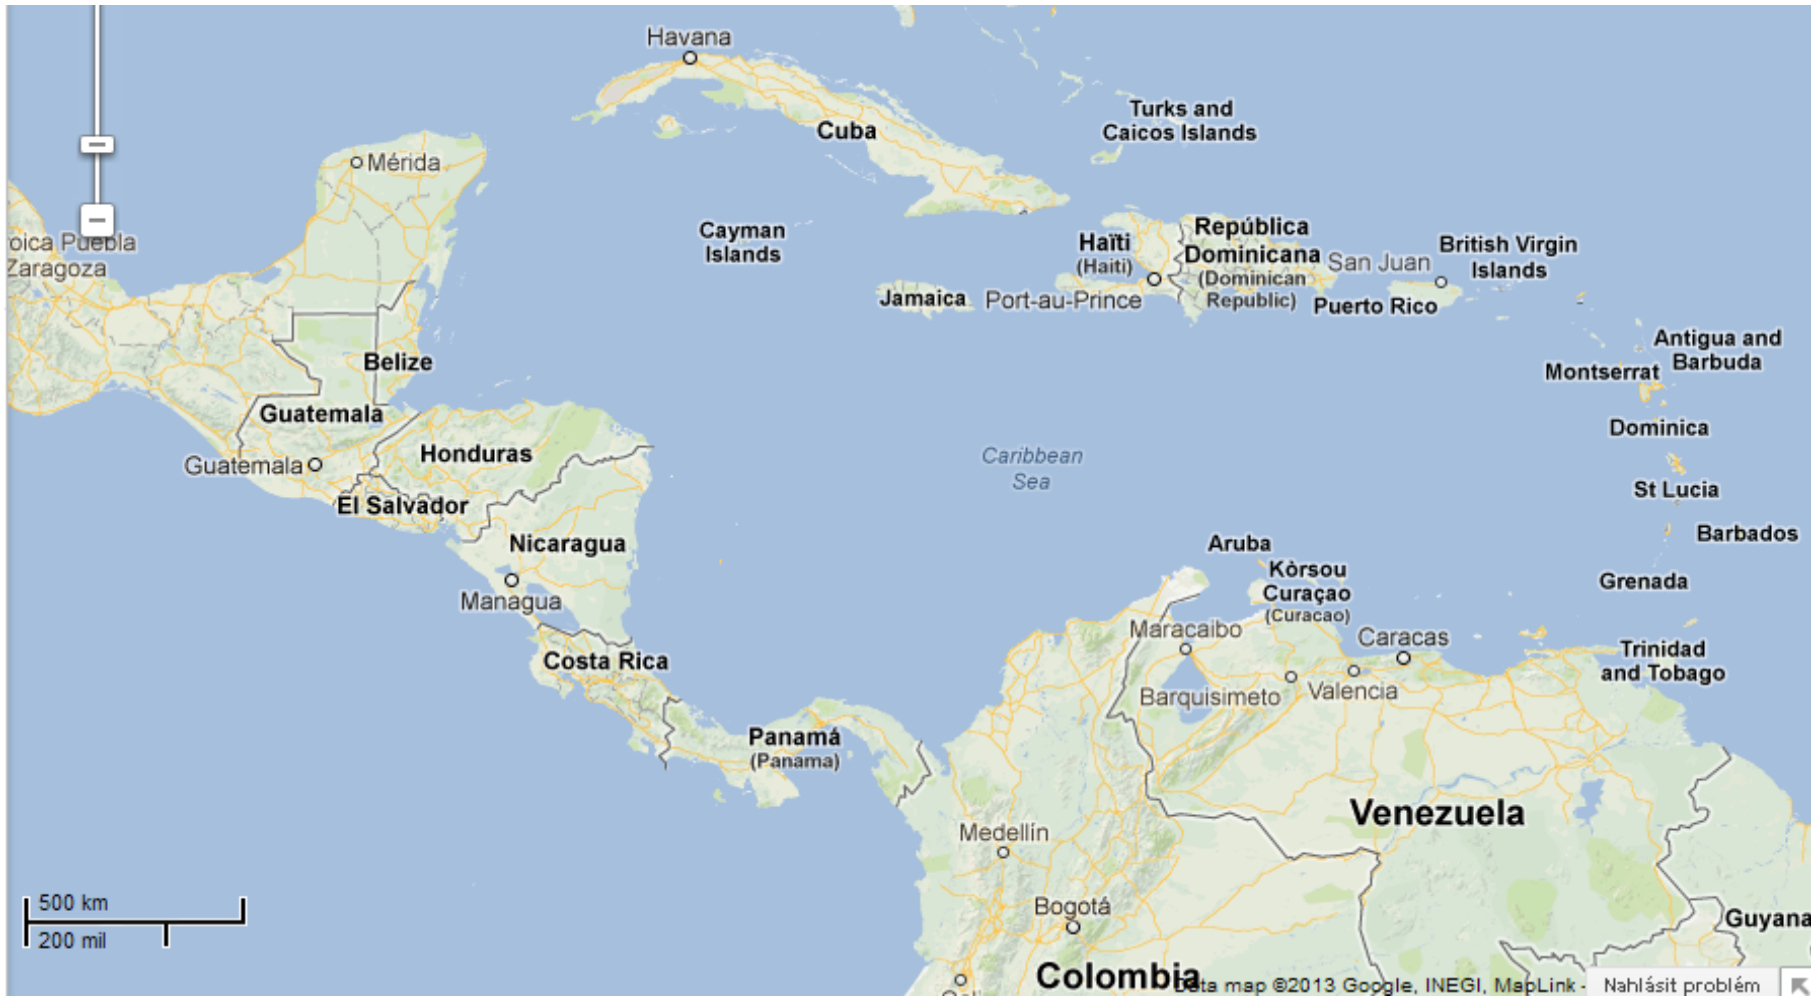 Havana
Cuba
Turks and
Caicos Islands
Mérida
oica Puebla
Zaragoza
Cayman
Islands
Haïti
(Haiti)
República
Dominicana
(Dominican
Republic)
San Juan
British Virgin
Islands
Jamaica
Port-au-Prince
Puerto Rico
Antigua and
Barbuda
Montserrat
Belize
Guatemala
Dominica
Honduras
Guatemala
Caribbean
Sea
El Salvador
St Lucia
Nicaragua
Barbados
Aruba
Kòrsou
Curaçao
(Curacao)
Grenada
Managua
Maracaibo
Caracas
Costa Rica
Trinidad
and Tobago
Barquisimeto
Valencia
Panamá
(Panama)
Venezuela
Medellín
Bogotá
500 km
200 mil
Guyana
Colombia
ta map ©2013 Google, INEGI, MapLink -
Nahlásit problém